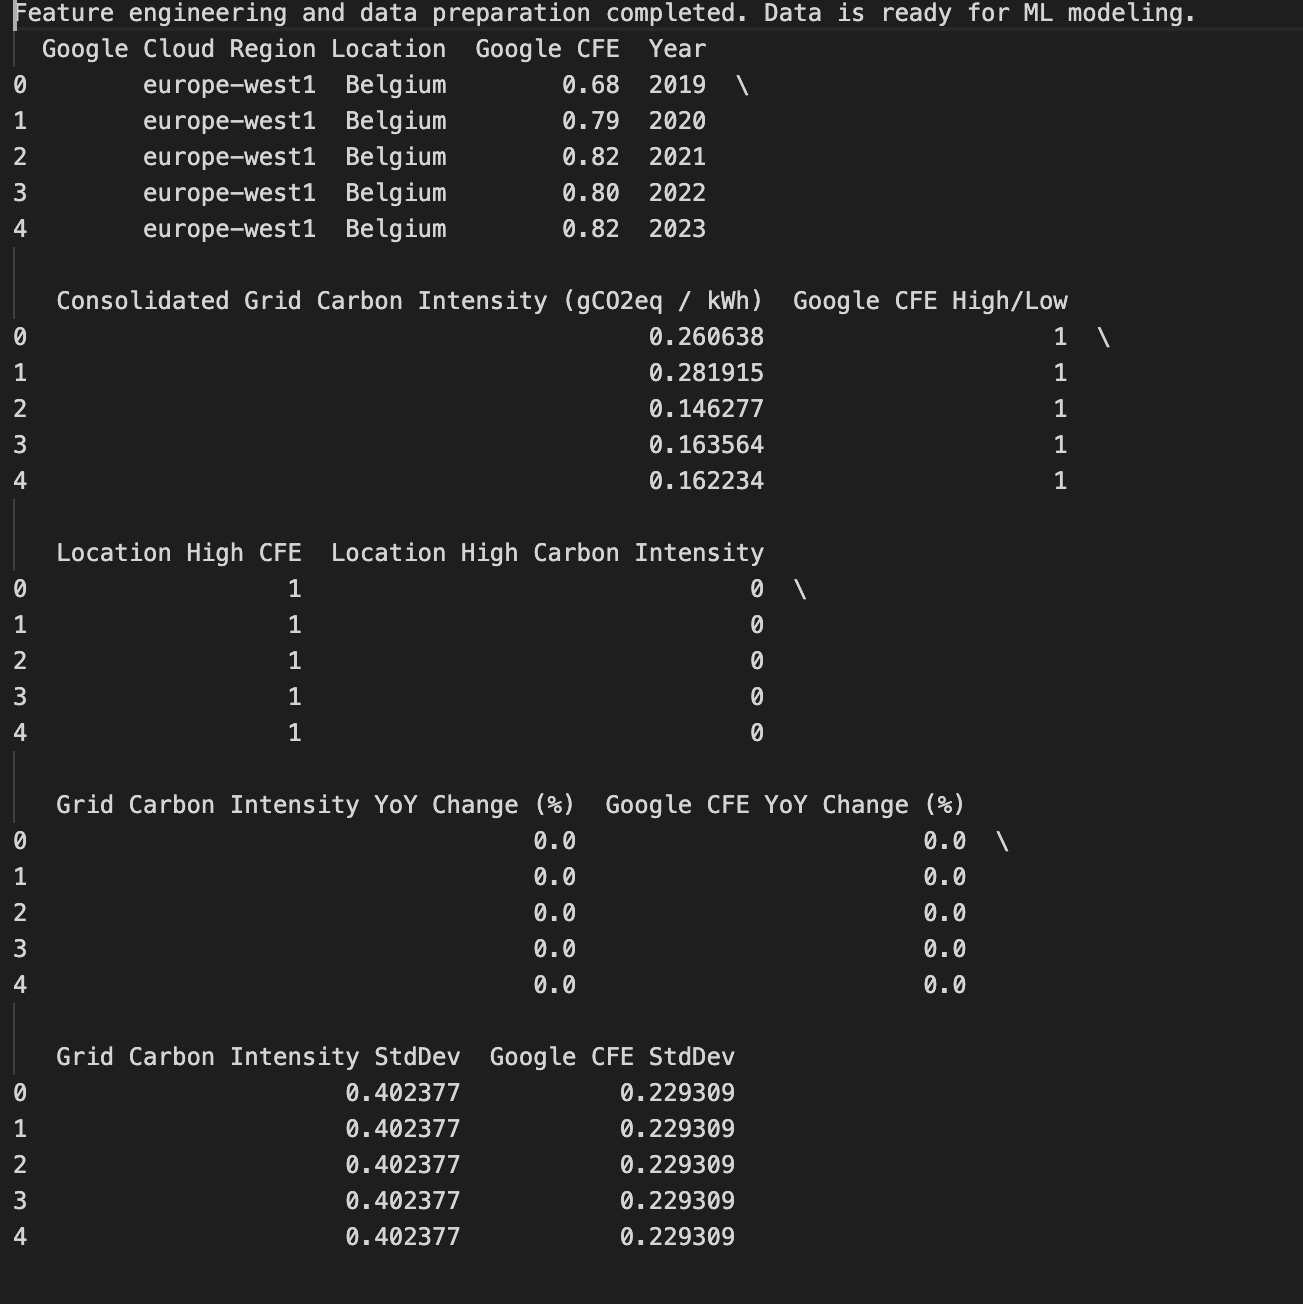 Feature engineering and data preparation completed. Data is ready for ML modeling.
Google Cloud Region Location Google CFE Year
0 europe-west1 Belgium 0.68 2019 \
1 europe-west1 Belgium 0.79 2020
2 europe-west1 Belgium 0.82 2021
3 europe-west1 Belgium 0.80 2022
4 europe-west1 Belgium 0.82 2023
Consolidated Grid Carbon Intensity (gCO2eq / kWh) Google CFE High/Low
0 0.260638 1 \
1 0.281915 1
2 0.146277 1
3 0.163564 1
4 0.162234 1
Location High CFE Location High Carbon Intensity
0 1 0 \
1 1 0
2 1 0
3 1 0
4 1 0
Grid Carbon Intensity YoY Change (%) Google CFE YoY Change (%)
0 0.0 0.0 \
1 0.0 0.0
2 0.0 0.0
3 0.0 0.0
4 0.0 0.0
Grid Carbon Intensity StdDev Google CFE StdDev
0 0.402377 0.229309
1 0.402377 0.229309
2 0.402377 0.229309
3 0.402377 0.229309
4 0.402377 0.229309